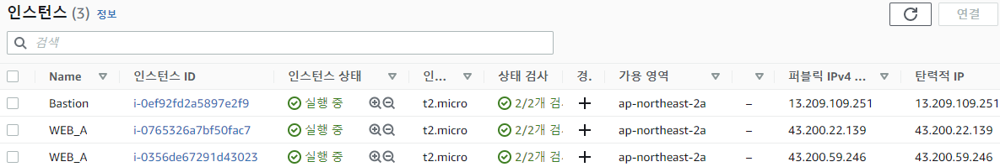 인스턴스 (3) 정보
연결
검색
Name 인스턴스 ID 인스턴스 상태 인... 상태 검사 경. 가용 영역 퍼블릭 IPv4 ... 탄력적 IP
Bastion i-0ef92fd2a5897e2f9 실행 중 t2.micro 2/2개 검 ap-northeast-2a – 13.209.109.251 13.209.109.251
WEB_A i-0765326a7bf50fac7 실행 중 t2.micro 2/2개 검 ap-northeast-2a – 43.200.22.139 43.200.22.139
WEB_A i-0356de67291d43023 실행 중 t2.micro 2/2개 검 ap-northeast-2a – 43.200.59.246 43.200.59.246